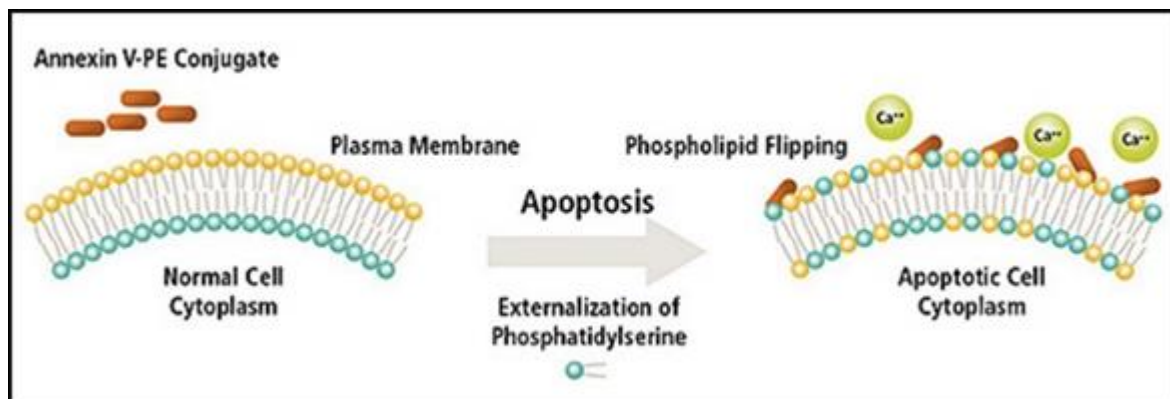 Annexin V-PE Conjugate
Plasma Membrane
Phospholipid Flipping
Ca++
Ca++
Ca++
Apoptosis
Normal Cell
Cytoplasm
Externalization of
Phosphatidylserine
Apoptotic Cell
Cytoplasm